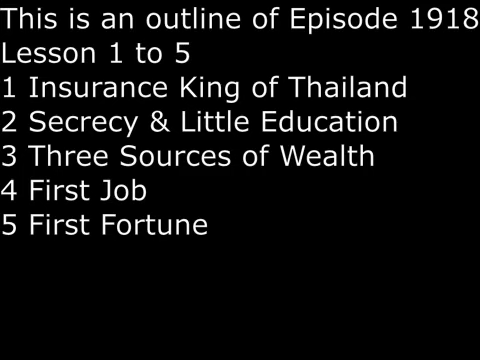 This is an outline of Episode 1918
Lesson 1 to 5
1 Insurance King of Thailand
2 Secrecy & Little Education
3 Three Sources of Wealth
4 First Job
5 First Fortune